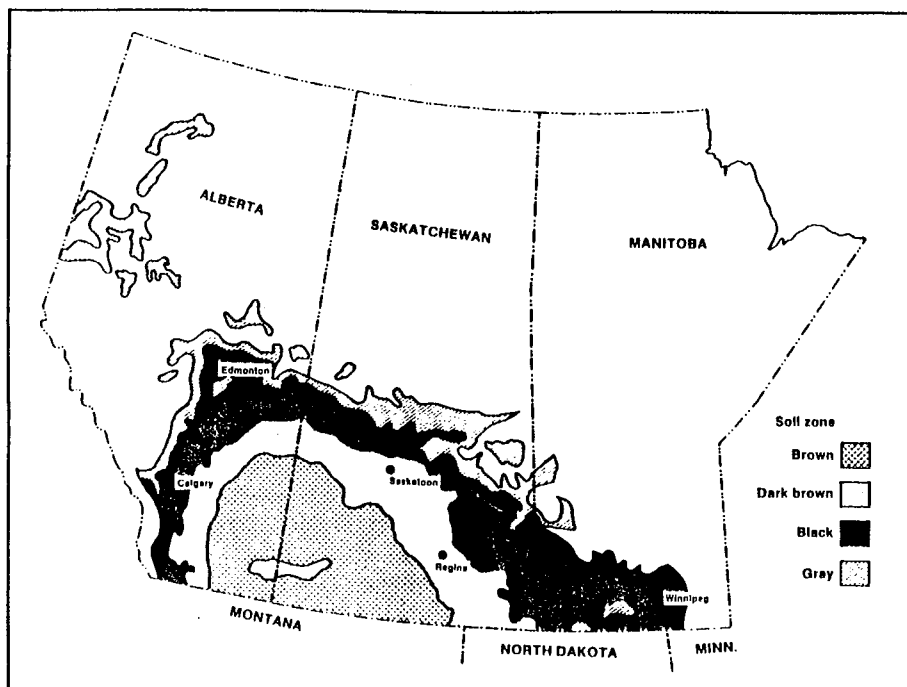 ALBERTA
SASKATCHEWAN
MANITOBA
Edmonton
Calgary
Saskatoon
Regina
Winnipeg
MONTANA
NORTH DAKOTA
MINN.
Soil zone
Brown
Dark brown
Black
Gray